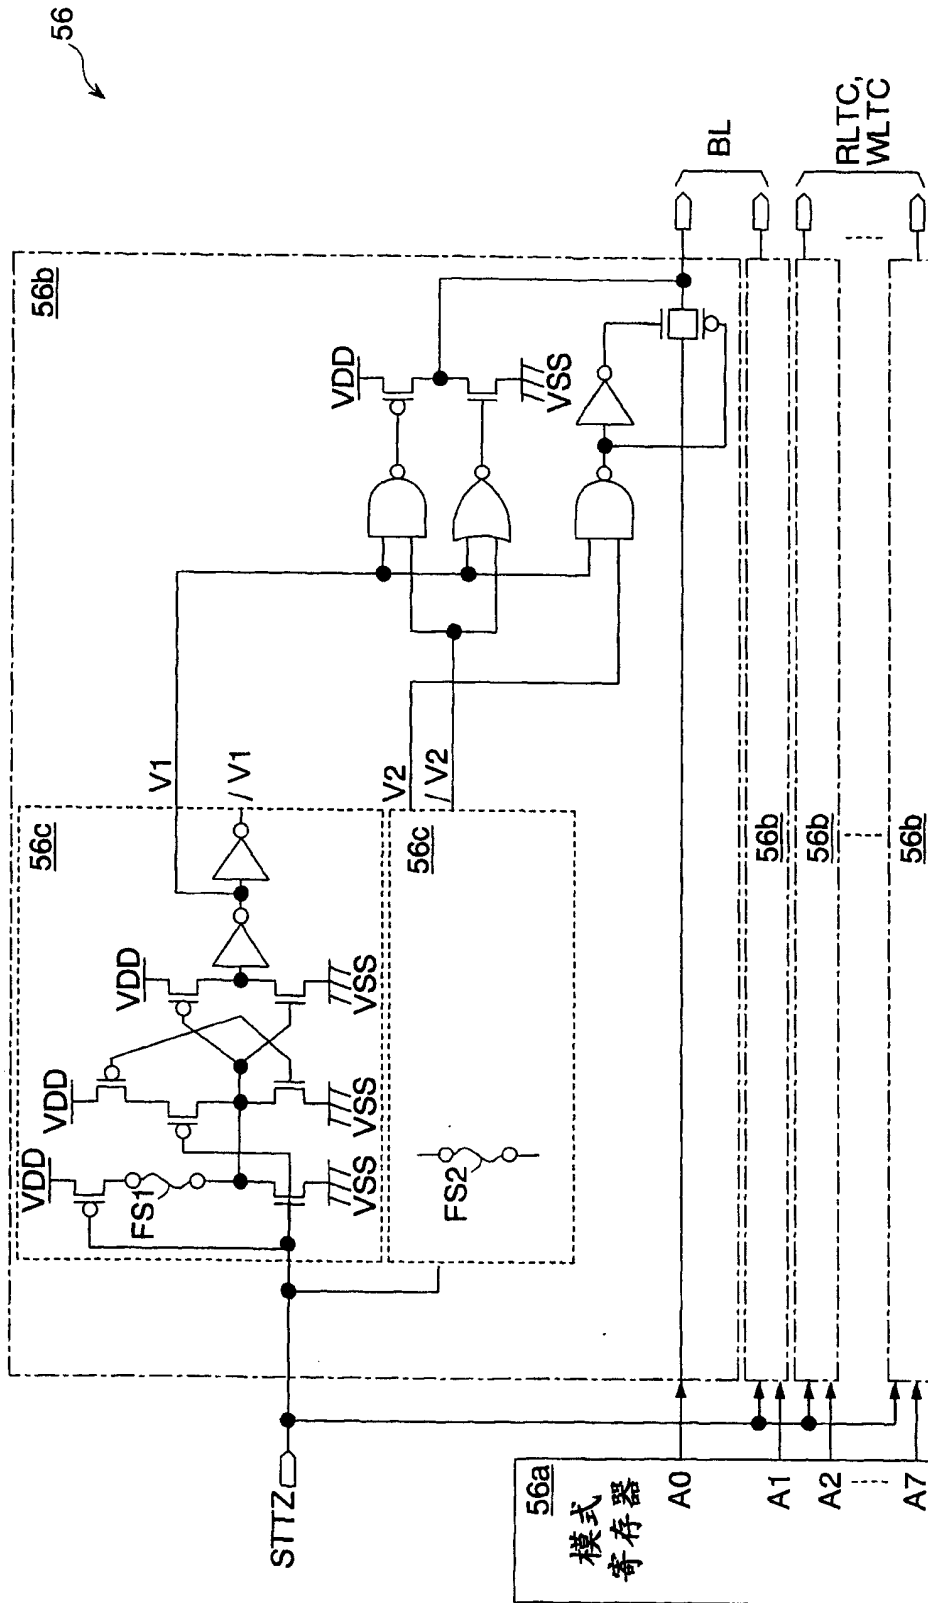 56
56b
56c
VDD
VDD
VDD
FS1
VSS
VSS
VSS
V1
/V1
56c
FS2
V2
/V2
VDD
VSS
STTZ
56a
模式
寄存器
A0
A1
A2
......
A7
56b
56b
......
56b
BL
RLTC,
WLTC
......